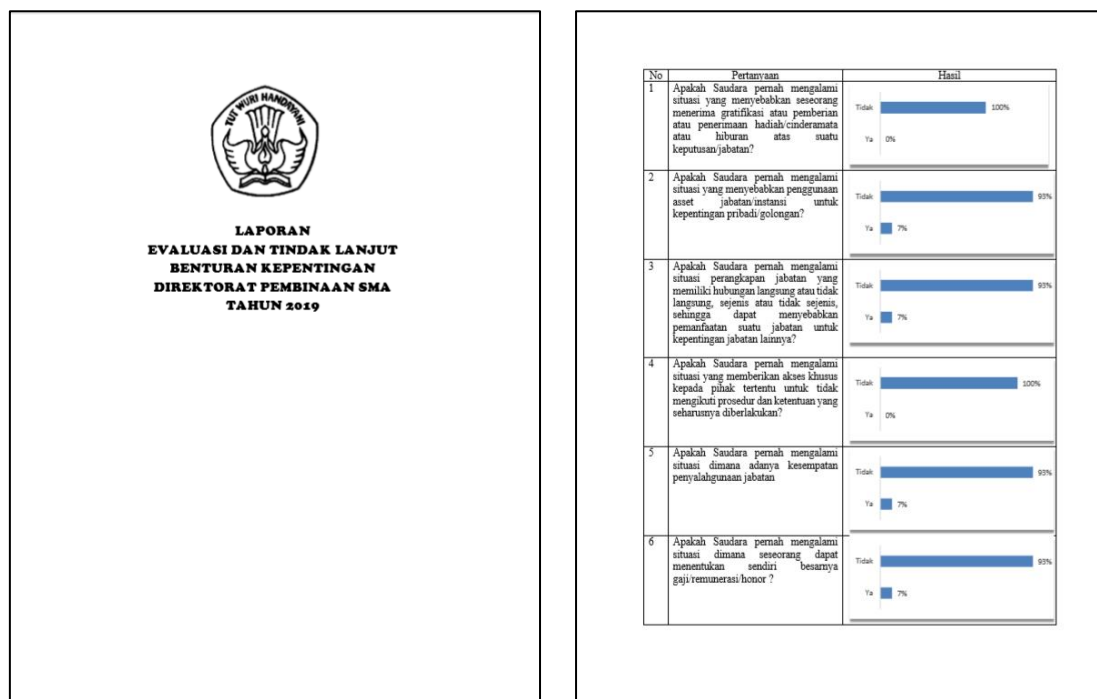 TUT WURI HANDAYANI
LAPORAN
EVALUASI DAN TINDAK LANJUT
BENTURAN KEPENTINGAN
DIREKTORAT PEMBINAAN SMA
TAHUN 2019
No Pertanyaan Hasil
1 Apakah Saudara pernah mengalami
situasi yang menyebabkan seseorang
menerima gratifikasi atau pemberian
atau penerimaan hadiah/cinderamata
atau hiburan atas suatu
keputusan/jabatan?
Tidak 100%
Ya 0%
2 Apakah Saudara pernah mengalami
situasi yang menyebabkan penggunaan
asset jabatan/instansi untuk
kepentingan pribadi/golongan?
Tidak 93%
Ya 7%
3 Apakah Saudara pernah mengalami
situasi perangkapan jabatan yang
memiliki hubungan langsung atau tidak
langsung, sejenis atau tidak sejenis,
sehingga dapat menyebabkan
pemanfaatan suatu jabatan untuk
kepentingan jabatan lainnya?
Tidak 93%
Ya 7%
4 Apakah Saudara pernah mengalami
situasi yang memberikan akses khusus
kepada pihak tertentu untuk tidak
mengikuti prosedur dan ketentuan yang
seharusnya diberlakukan?
Tidak 100%
Ya 0%
5 Apakah Saudara pernah mengalami
situasi dimana adanya kesempatan
penyalahgunaan jabatan
Tidak 93%
Ya 7%
6 Apakah Saudara pernah mengalami
situasi dimana seseorang dapat
menentukan sendiri besarnya
gaji/remunerasi/honor ?
Tidak 93%
Ya 7%